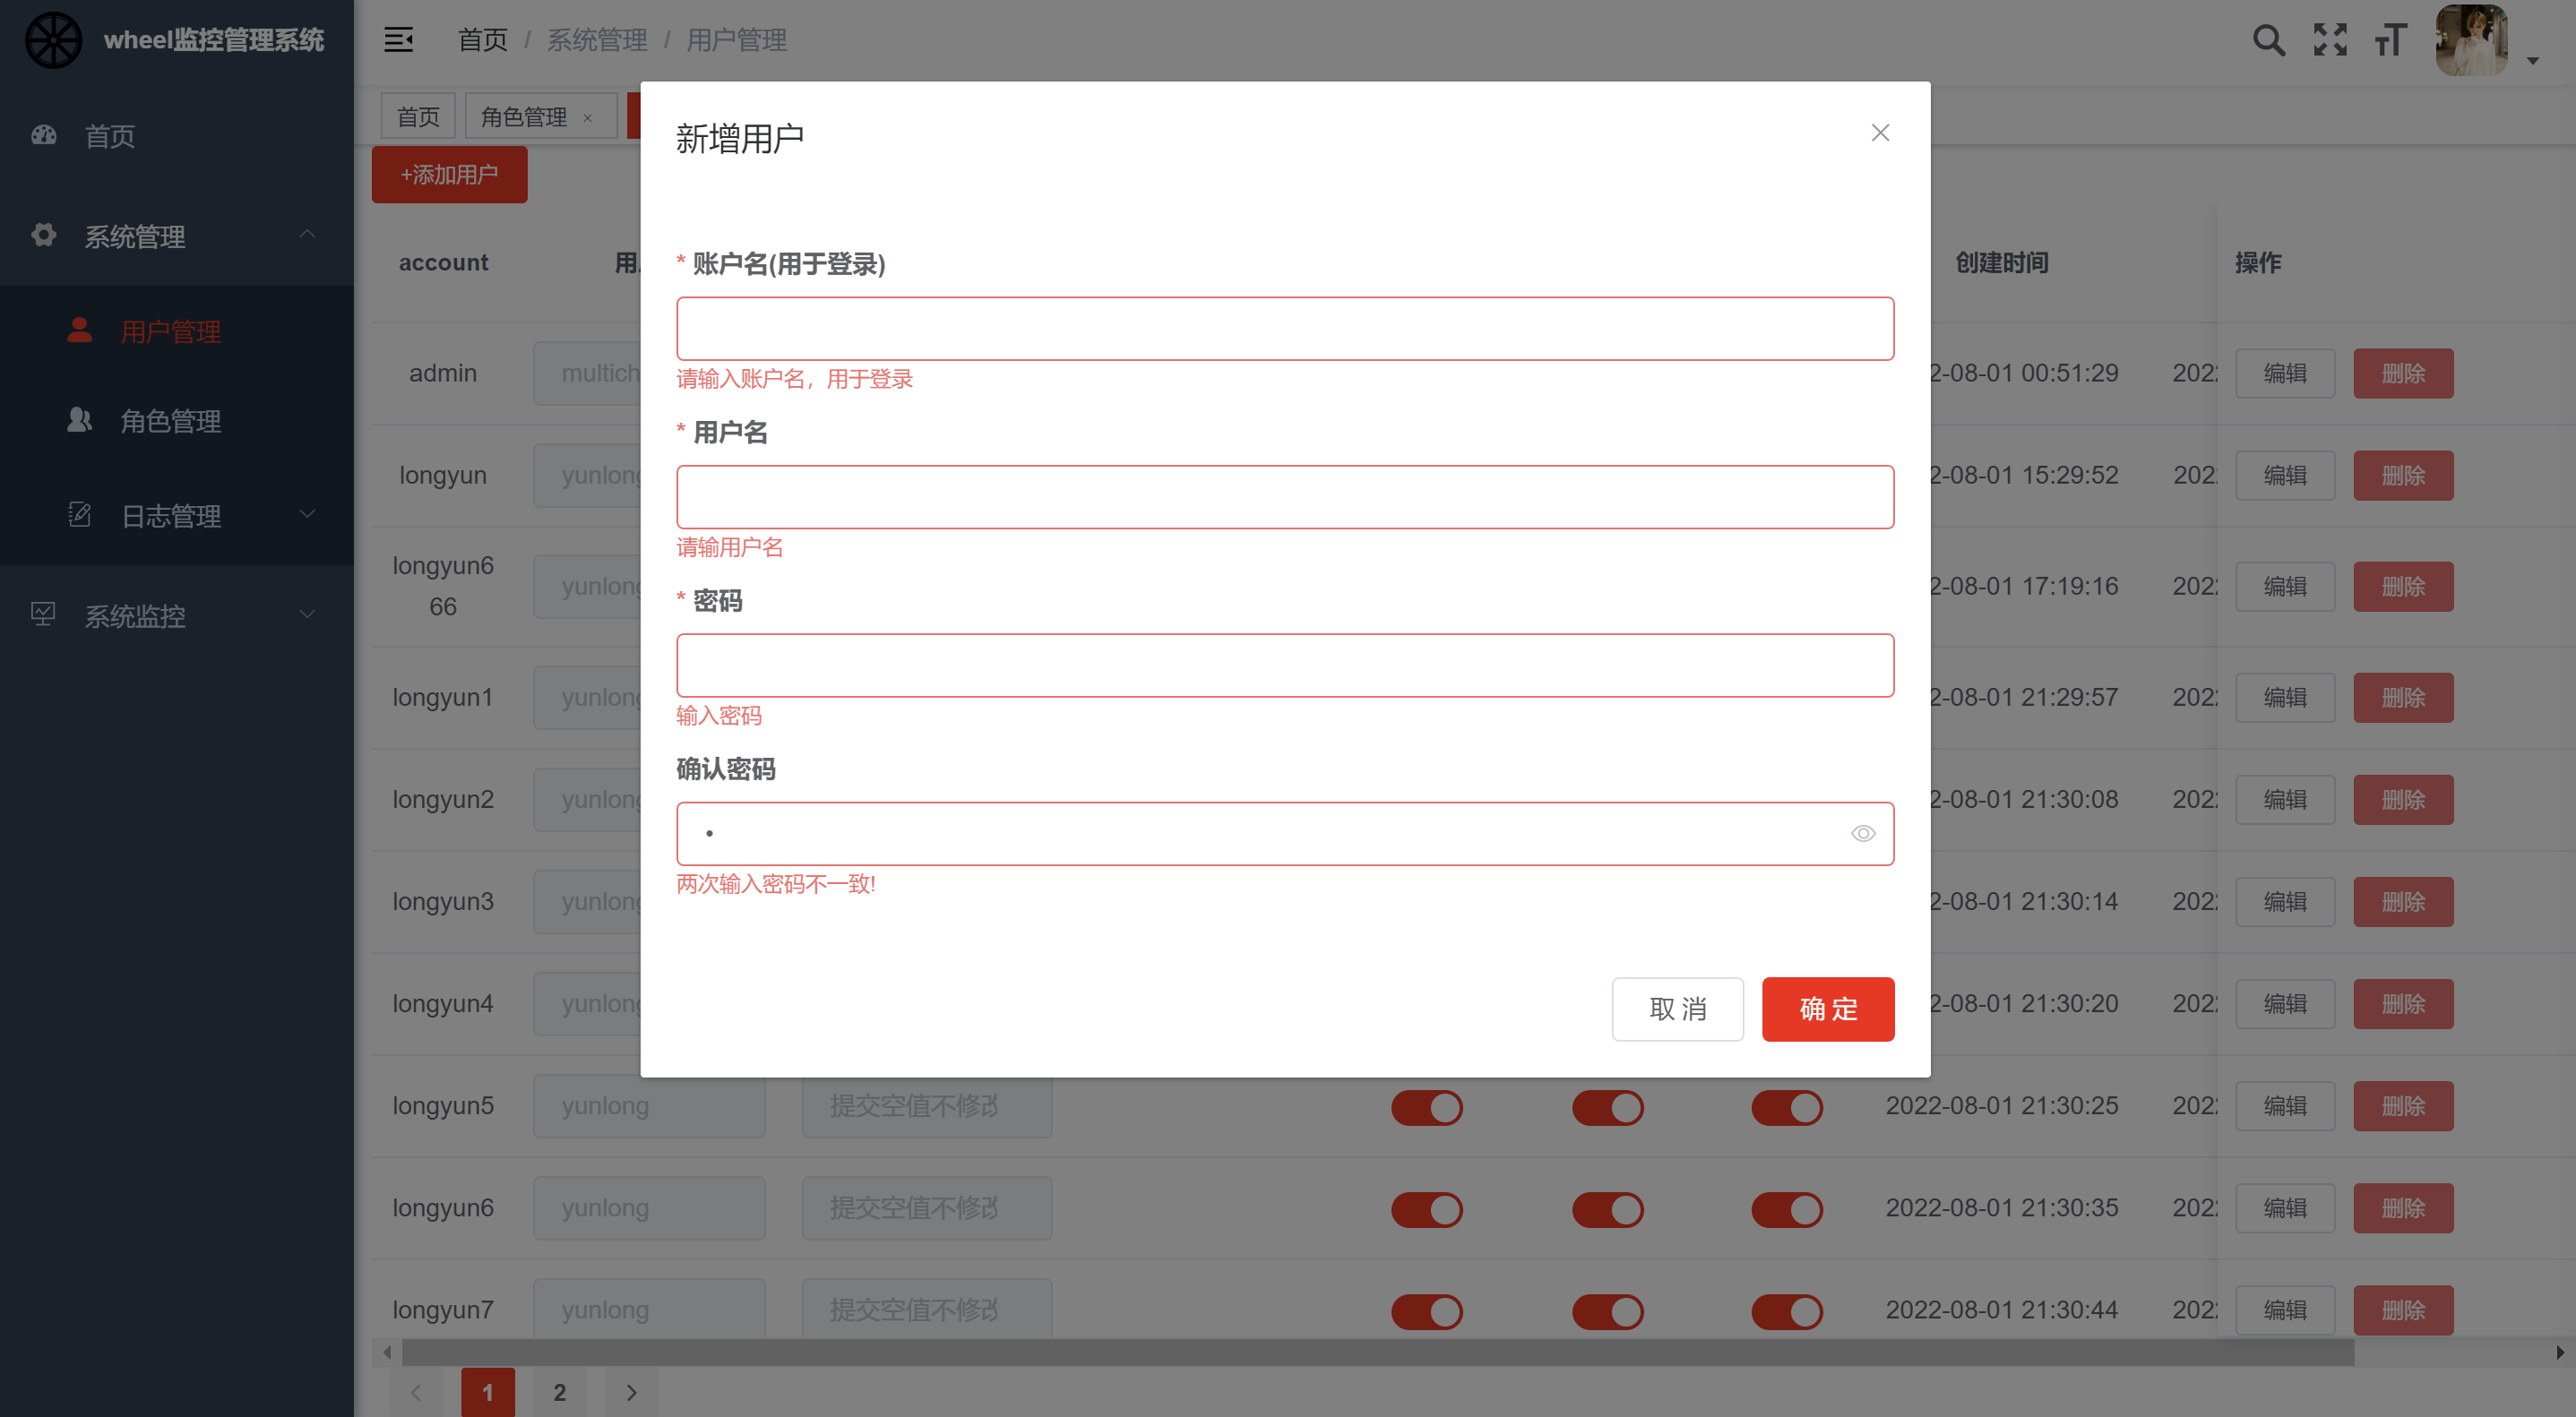 wheel监控管理系统
首页 / 系统管理 / 用户管理
首页
角色管理 ×
首页
系统管理
用户管理
角色管理
日志管理
系统监控
+添加用户
新增用户
* 账户名(用于登录)
请输入账户名，用于登录
* 用户名
请输用户名
* 密码
输入密码
确认密码
•
两次输入密码不一致!
取 消 确 定
account 用 创建时间 操作
admin multich 2-08-01 00:51:29 2022 编辑 删除
longyun yunlong 2-08-01 15:29:52 2022 编辑 删除
longyun6
66 yunlong 2-08-01 17:19:16 2022 编辑 删除
longyun1 yunlong 2-08-01 21:29:57 2022 编辑 删除
longyun2 yunlong 2-08-01 21:30:08 2022 编辑 删除
longyun3 yunlong 2-08-01 21:30:14 2022 编辑 删除
longyun4 yunlong 2-08-01 21:30:20 2022 编辑 删除
longyun5 yunlong 提交空值不修改 2022-08-01 21:30:25 2022 编辑 删除
longyun6 yunlong 提交空值不修改 2022-08-01 21:30:35 2022 编辑 删除
longyun7 yunlong 提交空值不修改 2022-08-01 21:30:44 2022 编辑 删除
1 2